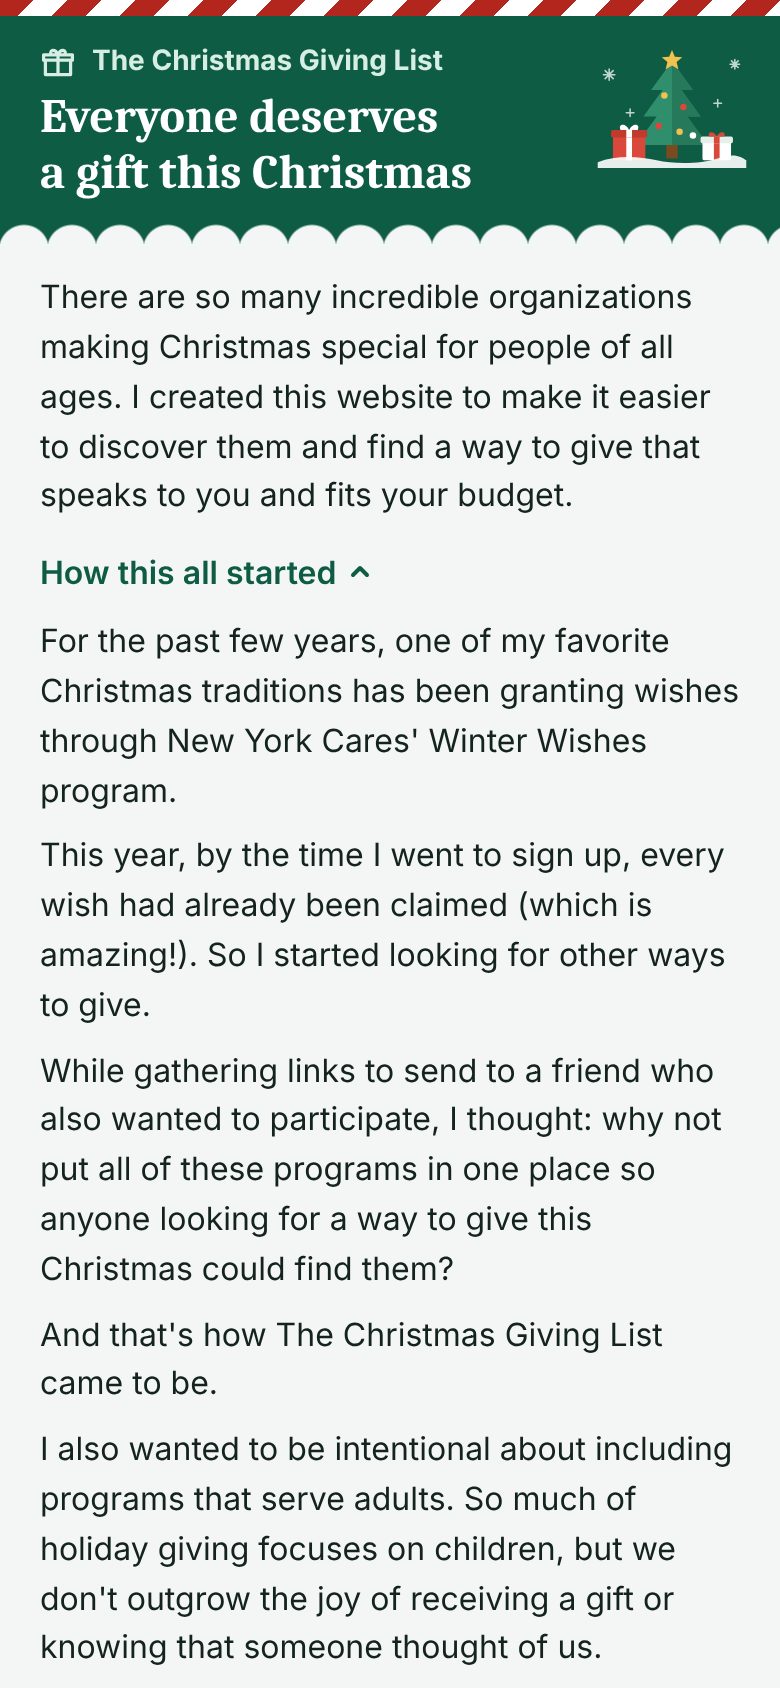 The Christmas Giving List
Everyone deserves
a gift this Christmas
There are so many incredible organizations
making Christmas special for people of all
ages. I created this website to make it easier
to discover them and find a way to give that
speaks to you and fits your budget.
How this all started
For the past few years, one of my favorite
Christmas traditions has been granting wishes
through New York Cares' Winter Wishes
program.
This year, by the time I went to sign up, every
wish had already been claimed (which is
amazing!). So I started looking for other ways
to give.
While gathering links to send to a friend who
also wanted to participate, I thought: why not
put all of these programs in one place so
anyone looking for a way to give this
Christmas could find them?
And that's how The Christmas Giving List
came to be.
I also wanted to be intentional about including
programs that serve adults. So much of
holiday giving focuses on children, but we
don't outgrow the joy of receiving a gift or
knowing that someone thought of us.